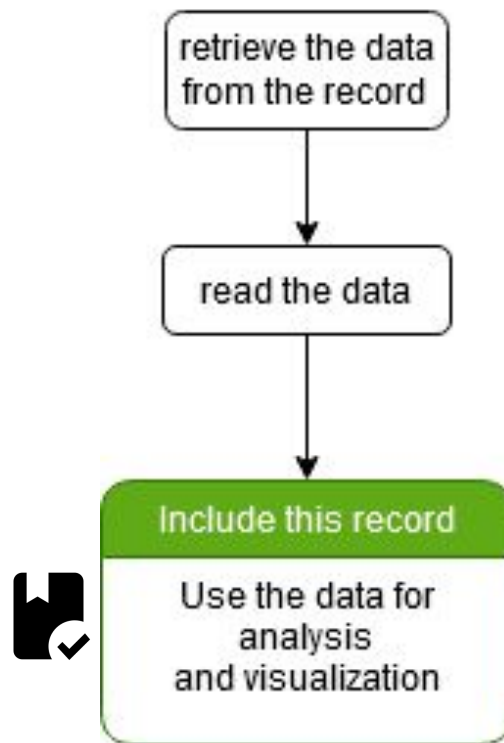 retrieve the data
from the record
read the data
Include this record
Use the data for
analysis
and visualization